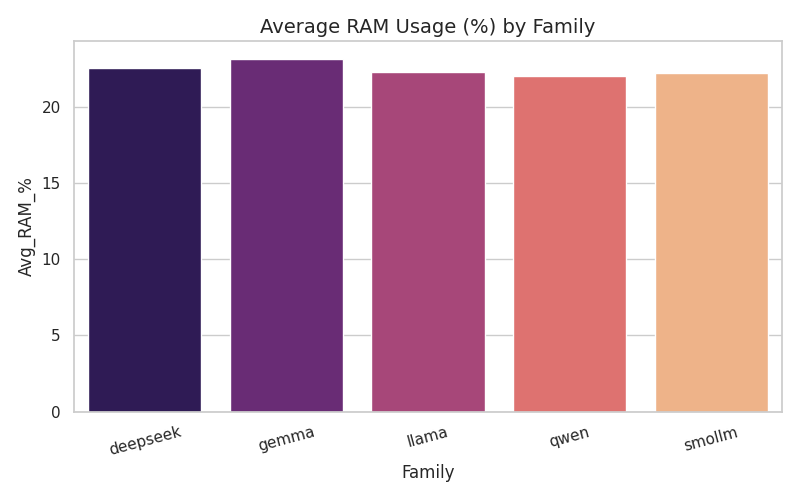 Average RAM Usage (%) by Family
Avg_RAM_%
20
15
10
5
0
deepseek
gemma
llama
qwen
smollm
Family